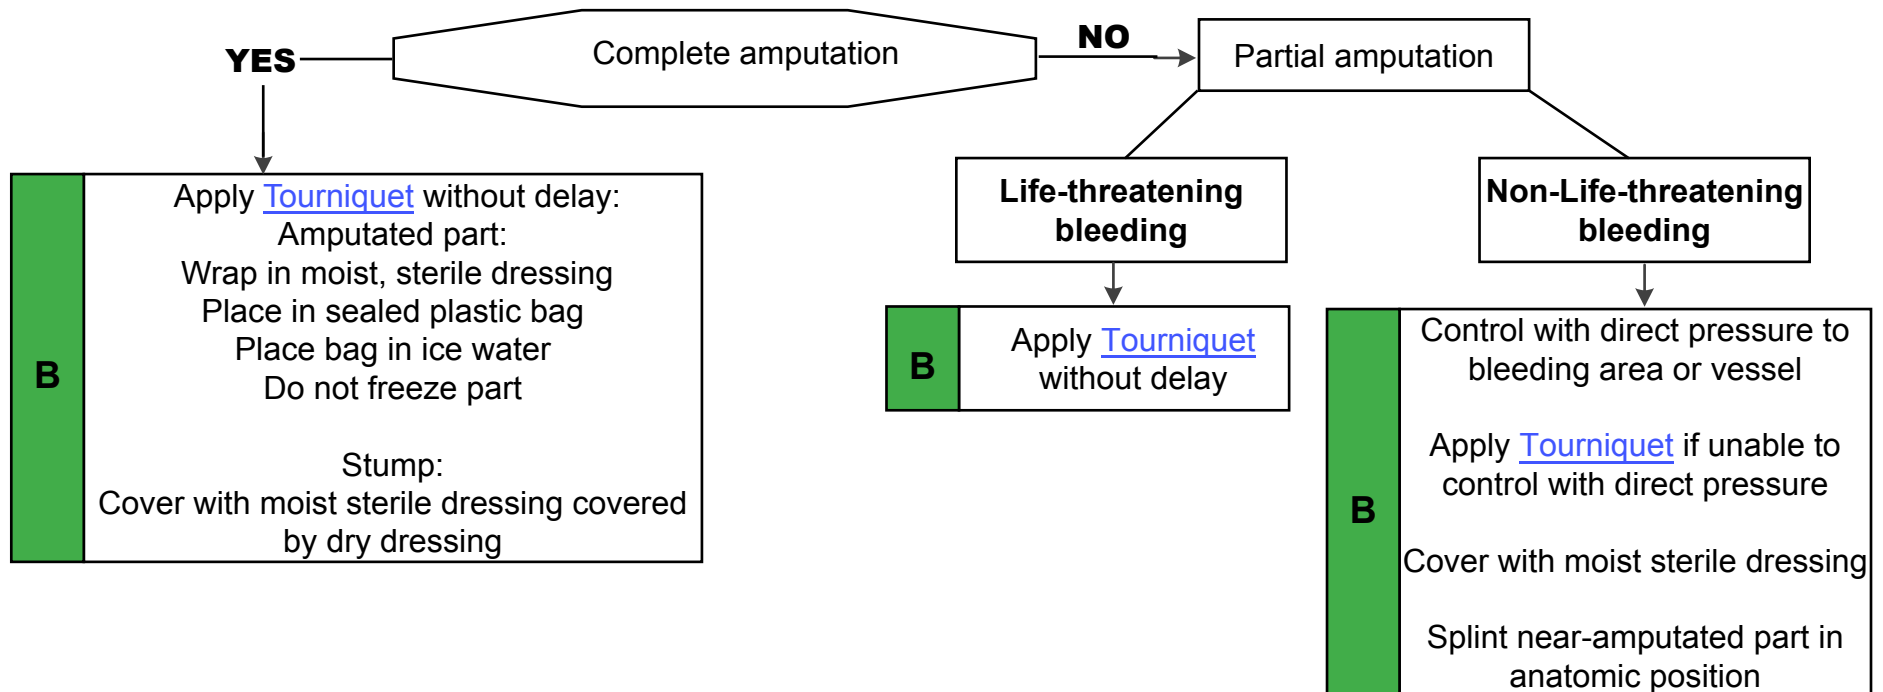 YES
Complete amputation
NO
Partial amputation
B
Apply Tourniquet without delay:
Amputated part:
Wrap in moist, sterile dressing
Place in sealed plastic bag
Place bag in ice water
Do not freeze part
Stump:
Cover with moist sterile dressing covered
by dry dressing
Life-threatening
bleeding
B
Apply Tourniquet
without delay
Non-Life-threatening
bleeding
B
Control with direct pressure to
bleeding area or vessel
Apply Tourniquet if unable to
control with direct pressure
Cover with moist sterile dressing
Splint near-amputated part in
anatomic position